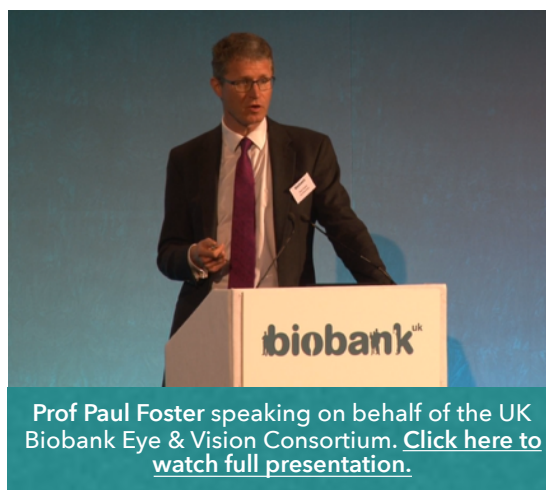 biobank uk
Prof Paul Foster speaking on behalf of the UK
Biobank Eye & Vision Consortium. Click here to
watch full presentation.